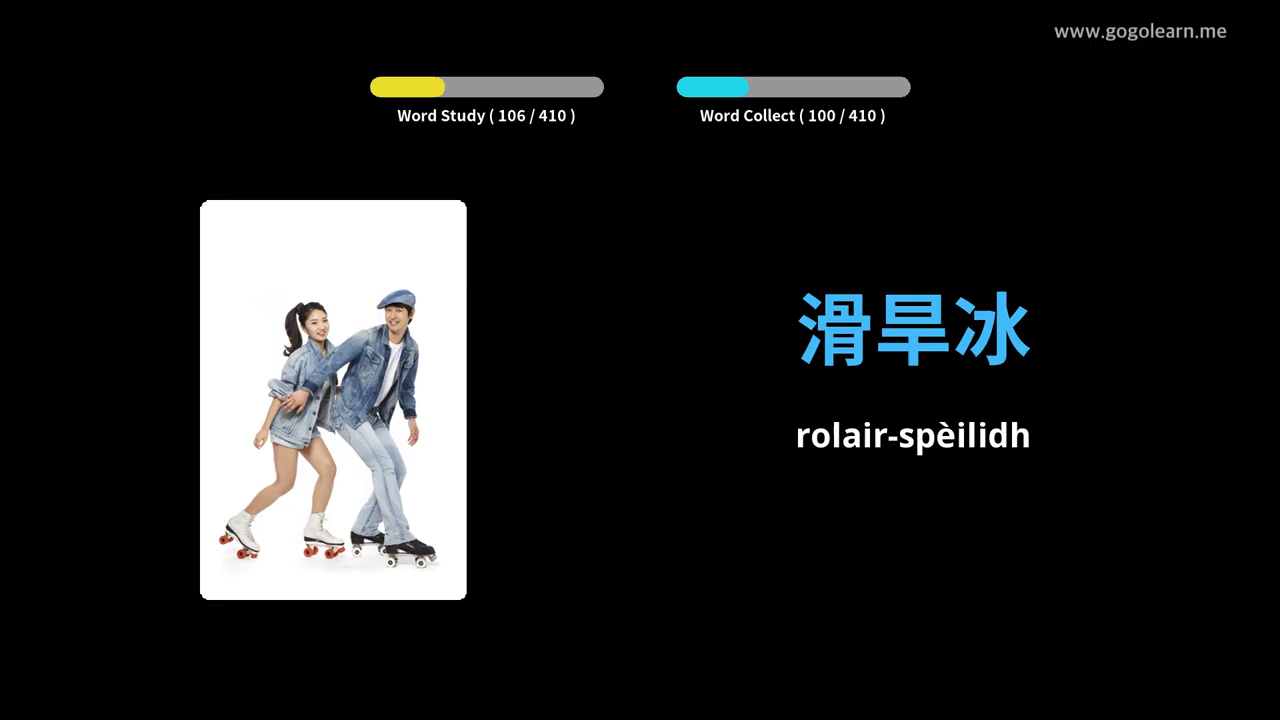 www.gogolearn.me
Word Study ( 106 / 410 )
Word Collect ( 100 / 410 )
滑旱冰
rolair-spèilidh